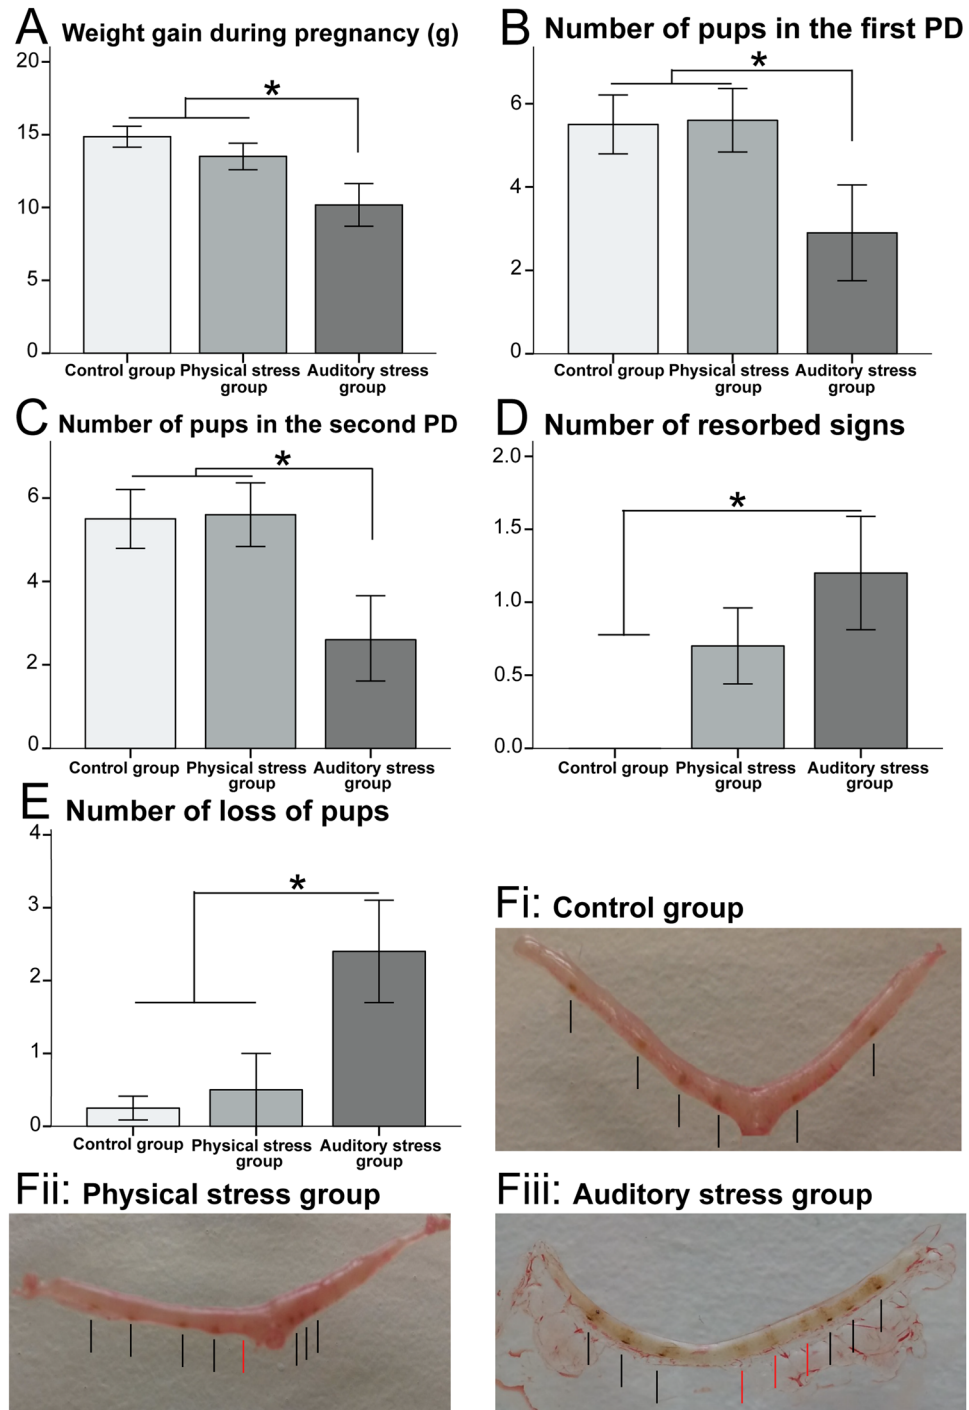 A Weight gain during pregnancy (g)
20
15
10
5
0
*
Control group Physical stress group Auditory stress group
B Number of pups in the first PD
6
4
2
0
*
Control group Physical stress group Auditory stress group
C Number of pups in the second PD
6
4
2
0
*
Control group Physical stress group Auditory stress group
D Number of resorbed signs
2.0
1.5
1.0
0.5
0.0
*
Control group Physical stress group Auditory stress group
E Number of loss of pups
4
3
2
1
0
*
Control group Physical stress group Auditory stress group
Fi: Control group
Fii: Physical stress group
Fiii: Auditory stress group